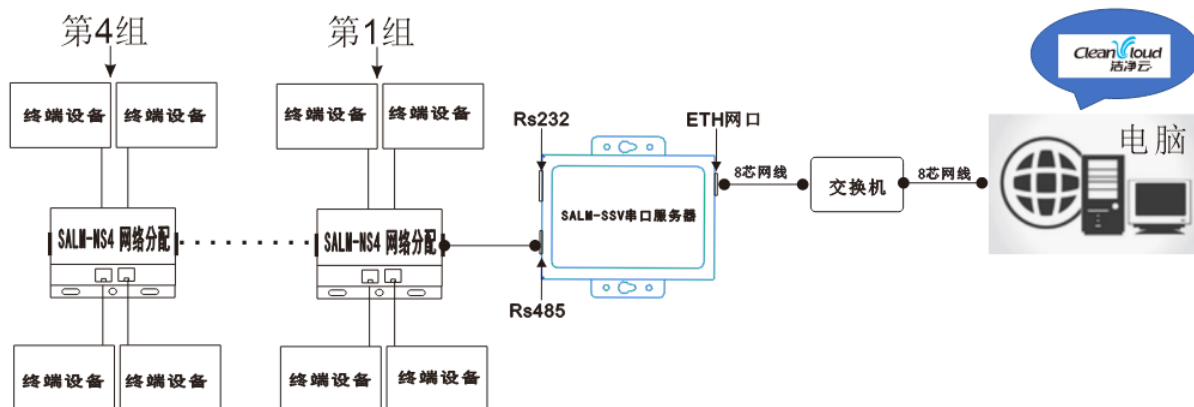 第4组
第1组
终端设备
终端设备
终端设备
终端设备
Rs232
ETH网口
CleanCloud
洁净云
电脑
8芯网线
交换机
8芯网线
SALM-NS4 网络分配
SALM-NS4 网络分配
SALM-SSV串口服务器
Rs485
终端设备
终端设备
终端设备
终端设备